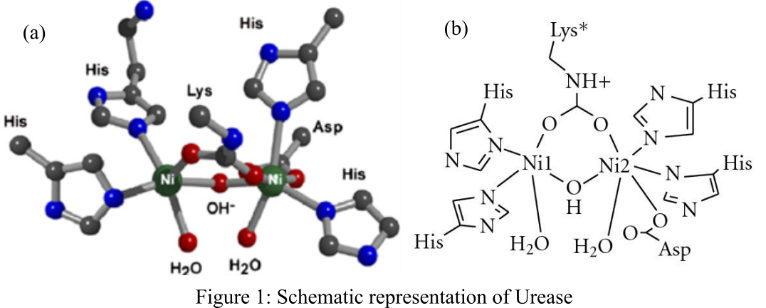 (a)
His
His
His
Lys
Asp
His
Ni
Ni
OH⁻
H₂O
H₂O
(b)
Lys*
NH+
His
His
O
O
N
N
N
N
Ni1
Ni2
O
H
His
N
N
N
N
O
O
His
H₂O
H₂O
Asp
Figure 1: Schematic representation of Urease